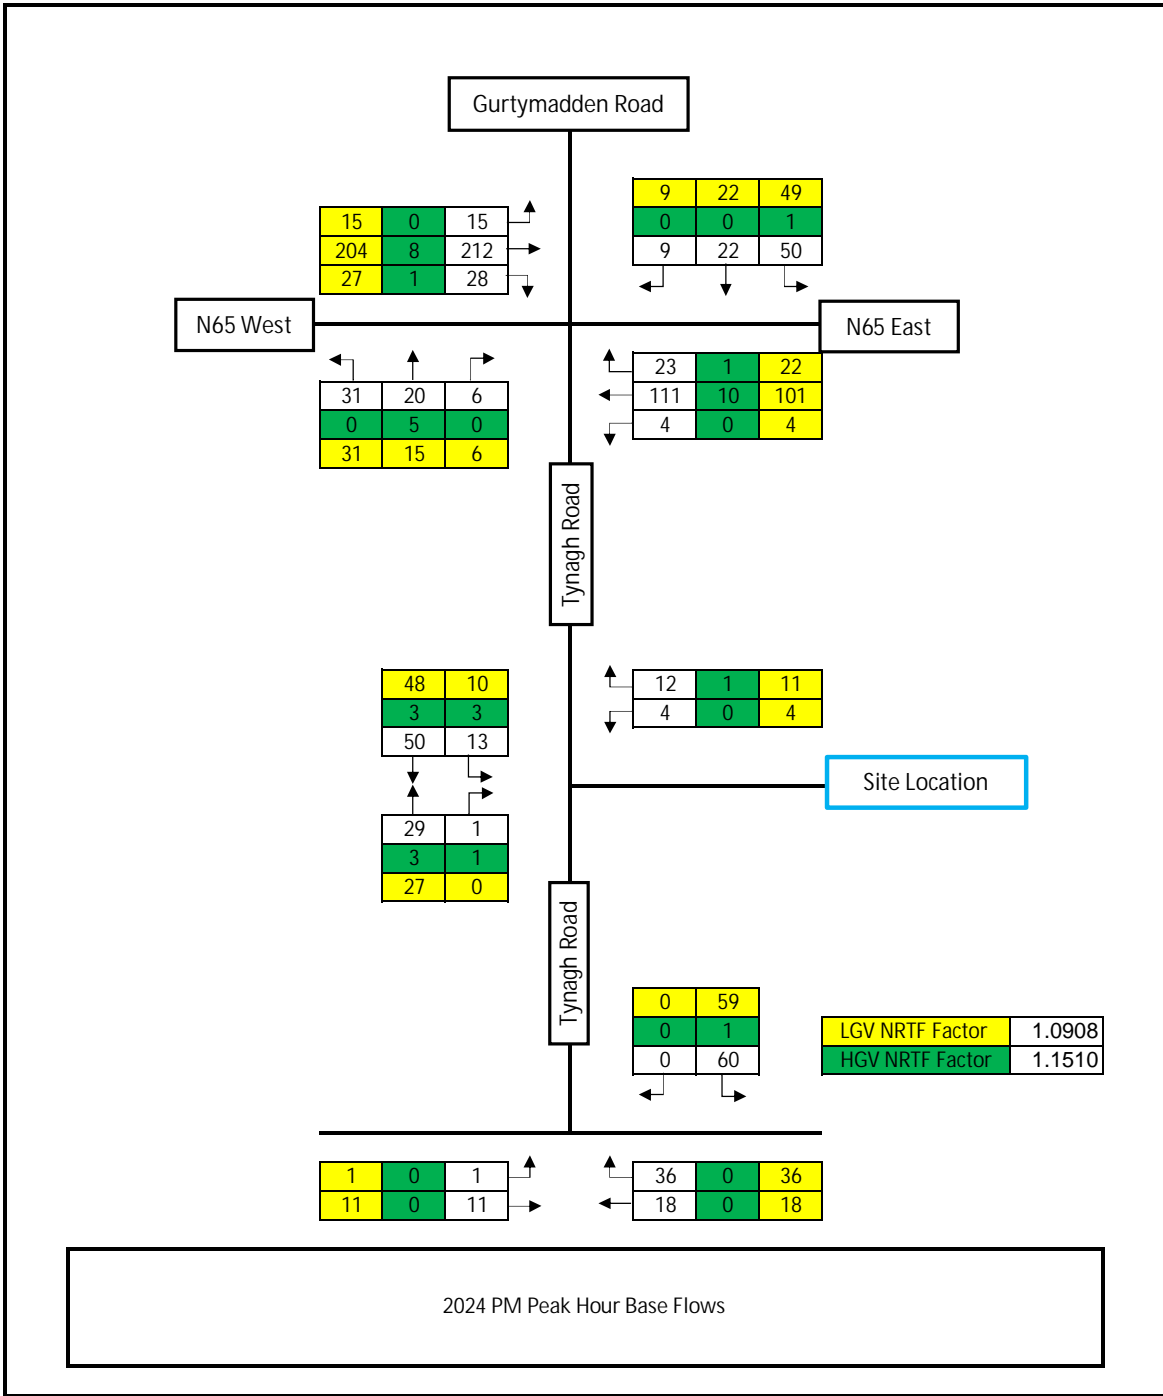 Gurtymadden Road
9 22 49
0 0 1
9 22 50
15 0 15
204 8 212
27 1 28
N65 West
N65 East
31 20 6
0 5 0
31 15 6
23 1 22
111 10 101
4 0 4
Tynagh Road
48 10
3 3
50 13
12 1 11
4 0 4
Site Location
29 1
3 1
27 0
Tynagh Road
0 59
0 1
0 60
LGV NRTF Factor 1.0908
HGV NRTF Factor 1.1510
1 0 1
11 0 11
36 0 36
18 0 18
2024 PM Peak Hour Base Flows